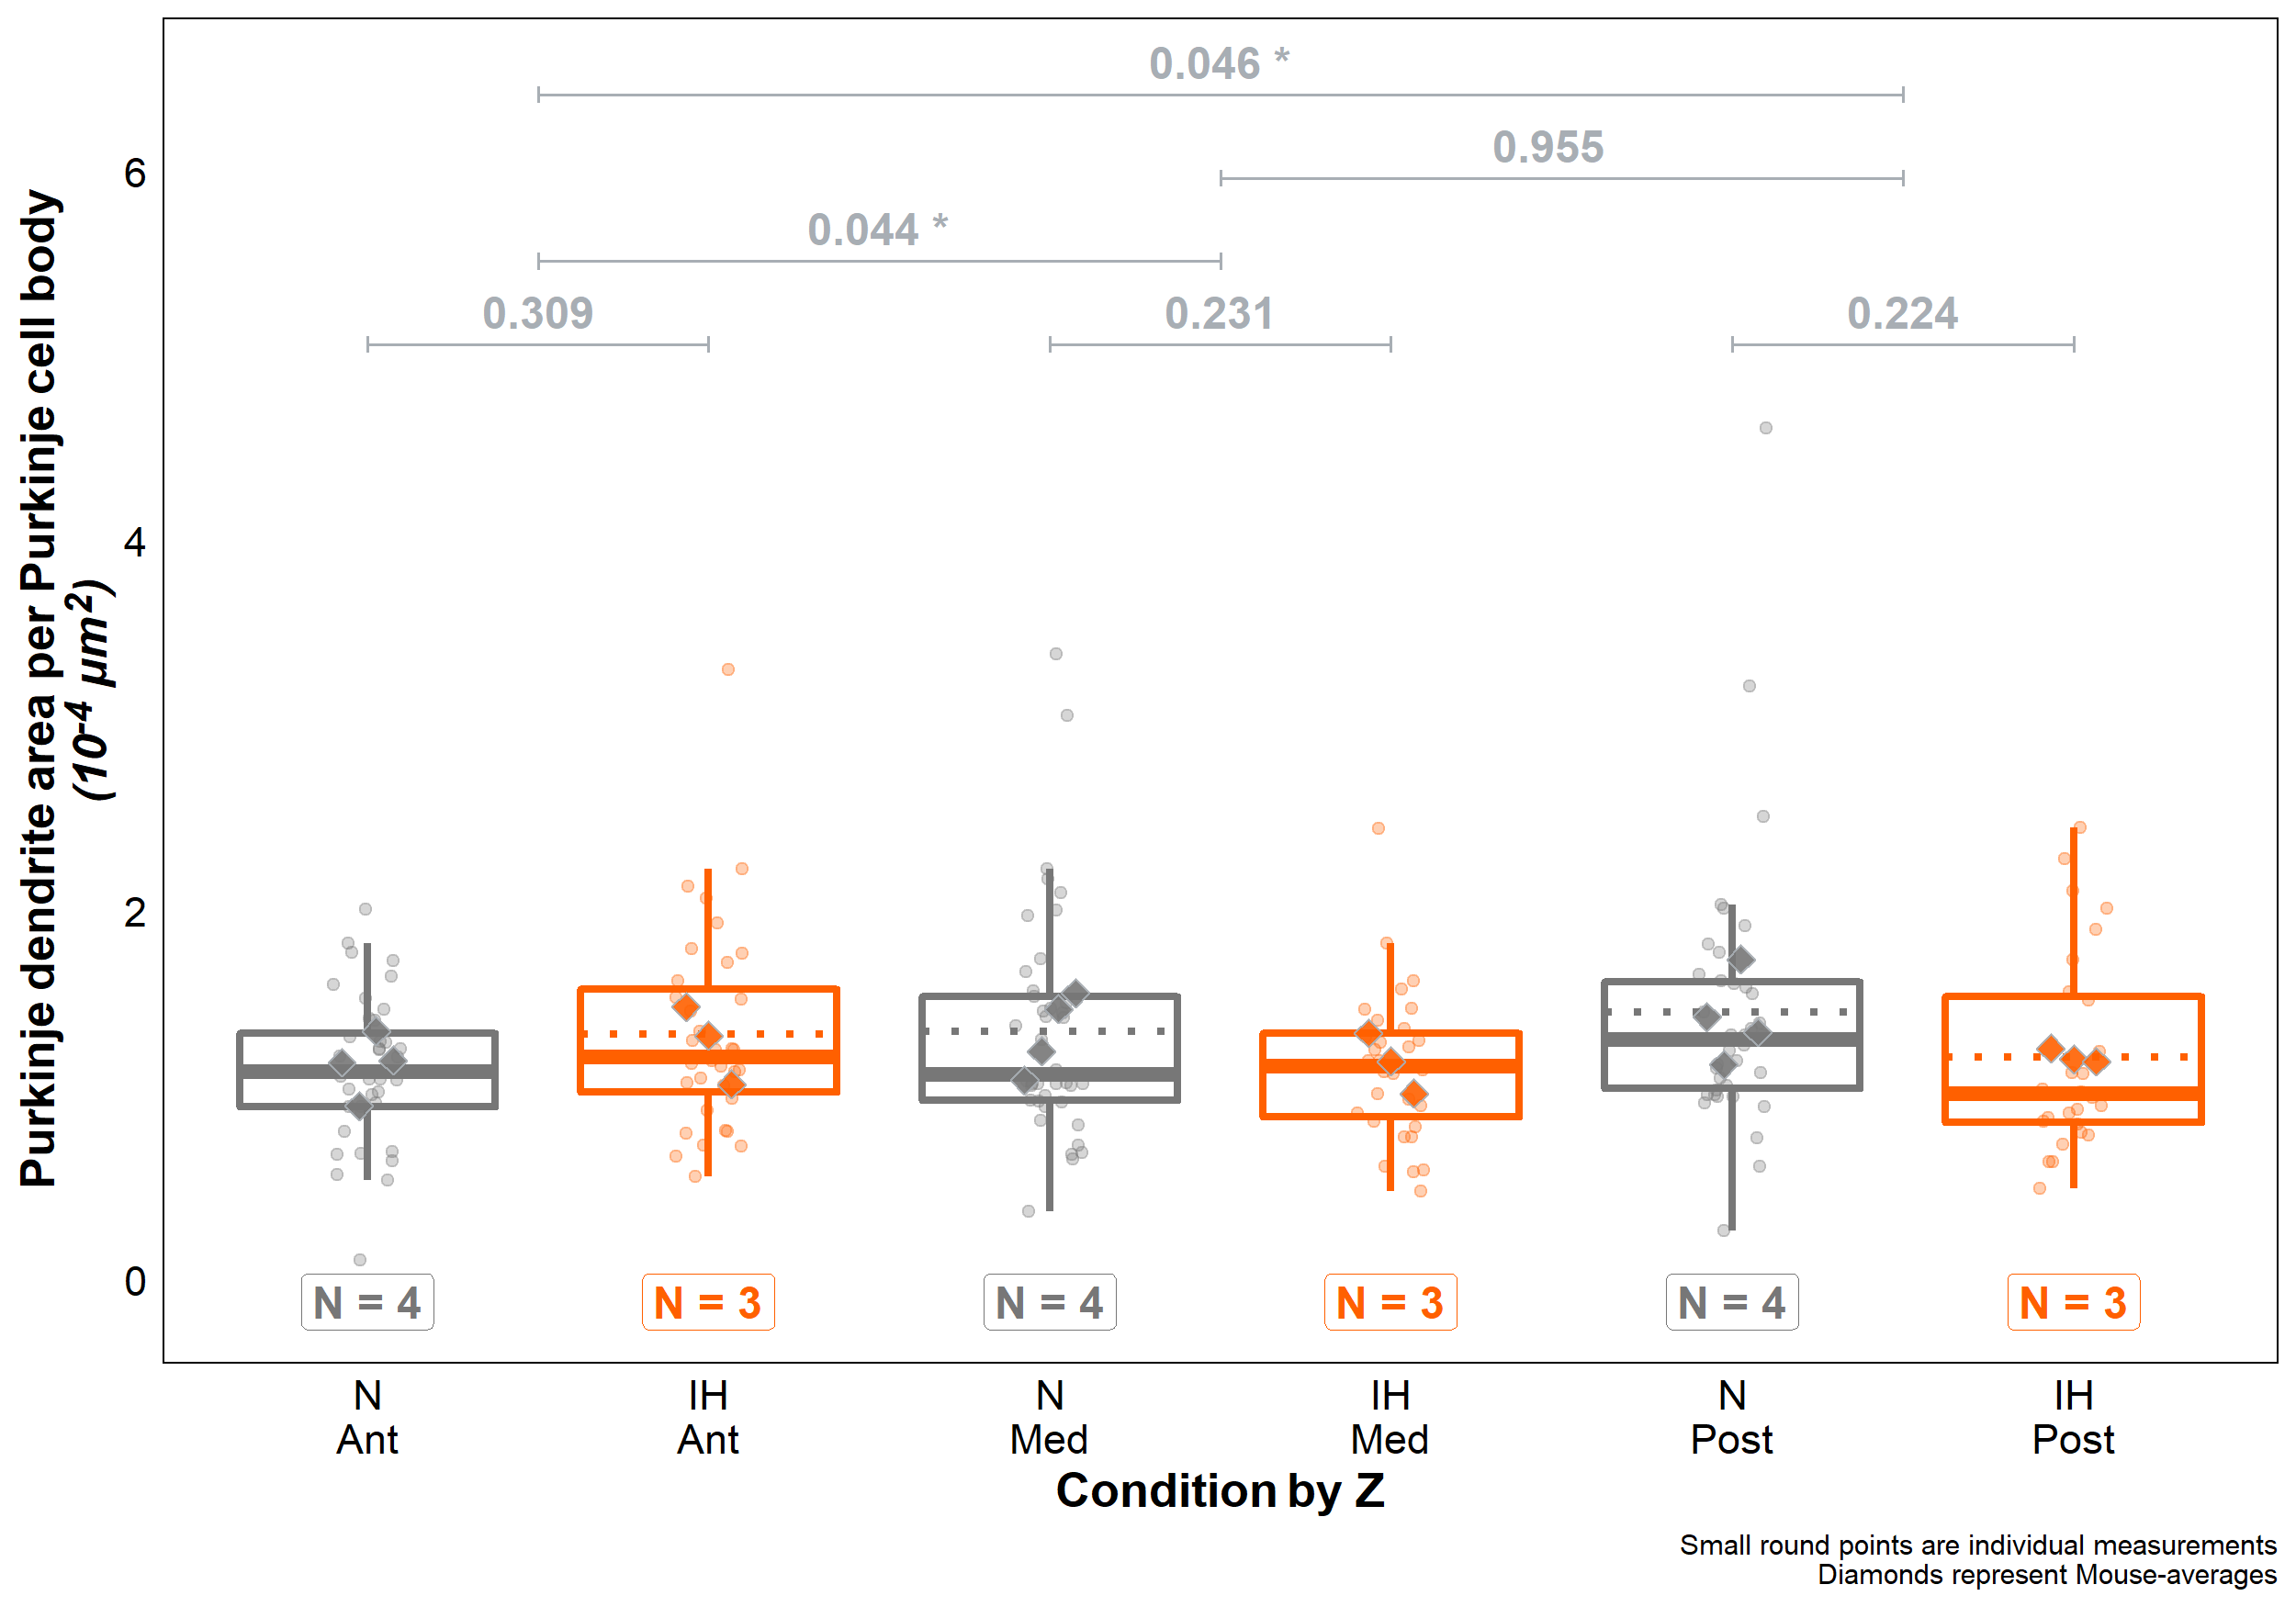 0.046 *
0.955
0.044 *
0.309
0.231
0.224
Purkinje dendrite area per Purkinje cell body
(10⁻⁴ µm²)
6
4
2
0
N = 4
N = 3
N = 4
N = 3
N = 4
N = 3
N
Ant
IH
Ant
N
Med
IH
Med
N
Post
IH
Post
Condition by Z
Small round points are individual measurements
Diamonds represent Mouse-averages